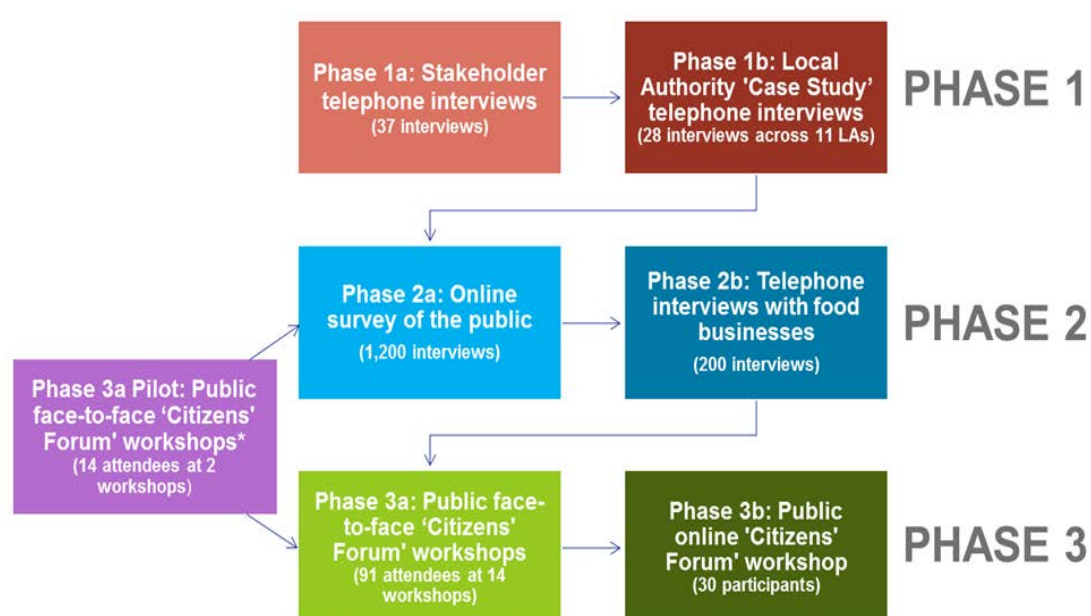 Phase 1a: Stakeholder
telephone interviews
(37 interviews)
Phase 1b: Local
Authority 'Case Study’
telephone interviews
(28 interviews across 11 LAs)
PHASE 1
Phase 2a: Online
survey of the public
(1,200 interviews)
Phase 2b: Telephone
interviews with food
businesses
(200 interviews)
PHASE 2
Phase 3a Pilot: Public
face-to-face ‘Citizens'
Forum' workshops*
(14 attendees at 2
workshops)
Phase 3a: Public face-
to-face ‘Citizens'
Forum' workshops
(91 attendees at 14
workshops)
Phase 3b: Public
online 'Citizens'
Forum' workshop
(30 participants)
PHASE 3